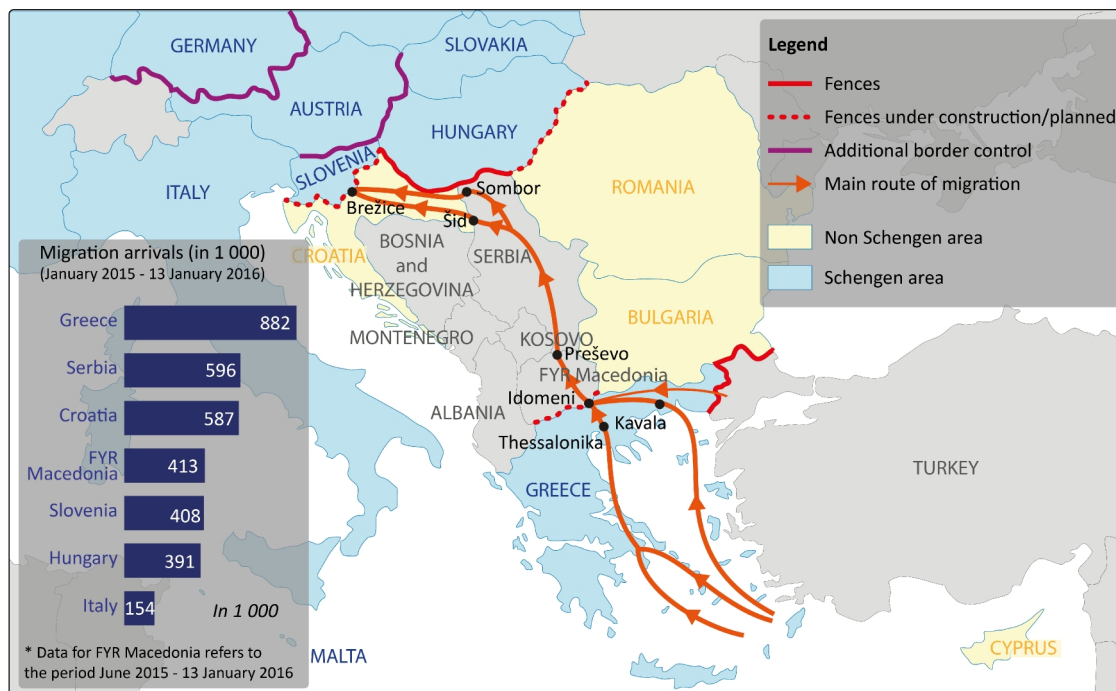 GERMANY
SLOVAKIA
AUSTRIA
HUNGARY
SLOVENIA
ITALY
ROMANIA
Sombor
Brežice
Šid
CROATIA
BOSNIA
and
HERZEGOVINA
SERBIA
BULGARIA
MONTENEGRO
KOSOVO
Preševo
FYR Macedonia
Idomeni
ALBANIA
Kavala
Thessalonika
GREECE
TURKEY
CYPRUS
MALTA
Legend
Fences
Fences under construction/planned
Additional border control
Main route of migration
Non Schengen area
Schengen area
Migration arrivals (in 1 000)
(January 2015 - 13 January 2016)
Greece 882
Serbia 596
Croatia 587
FYR
Macedonia 413
Slovenia 408
Hungary 391
Italy 154
In 1 000
* Data for FYR Macedonia refers to
the period June 2015 - 13 January 2016